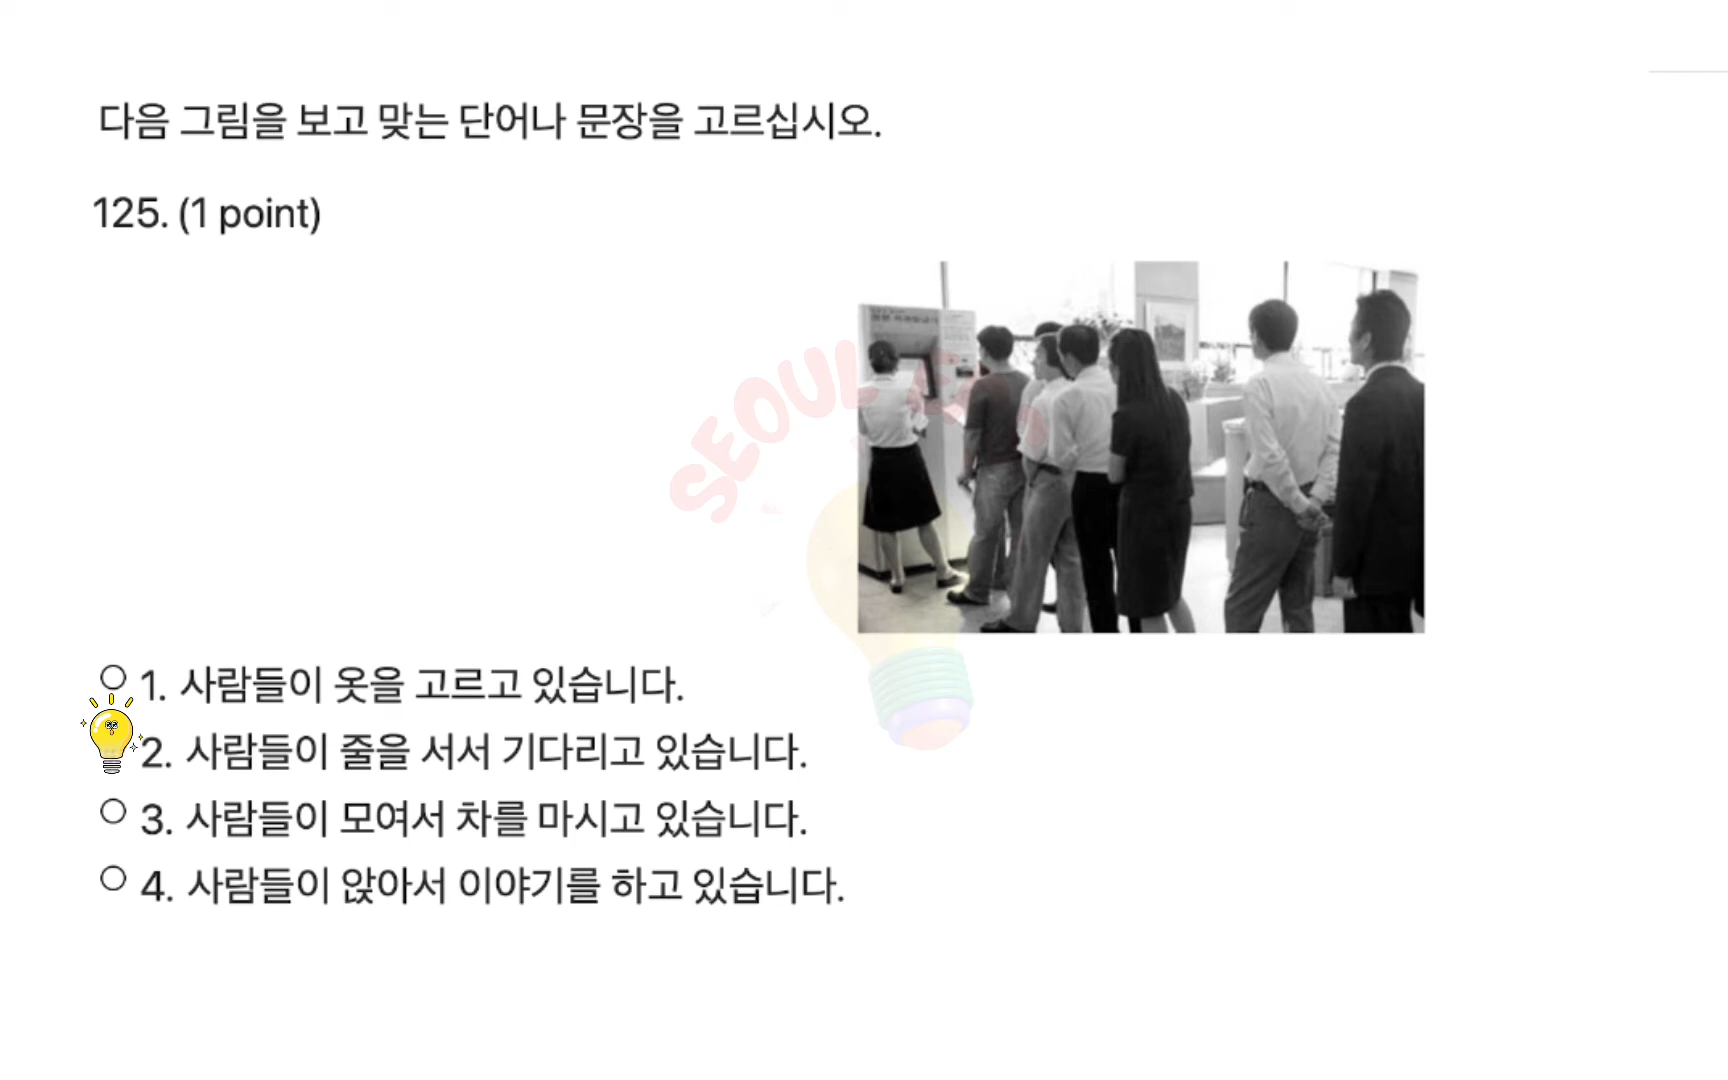 다음 그림을 보고 맞는 단어나 문장을 고르십시오.
125. (1 point)
SEOUL
1. 사람들이 옷을 고르고 있습니다.
2. 사람들이 줄을 서서 기다리고 있습니다.
3. 사람들이 모여서 차를 마시고 있습니다.
4. 사람들이 앉아서 이야기를 하고 있습니다.